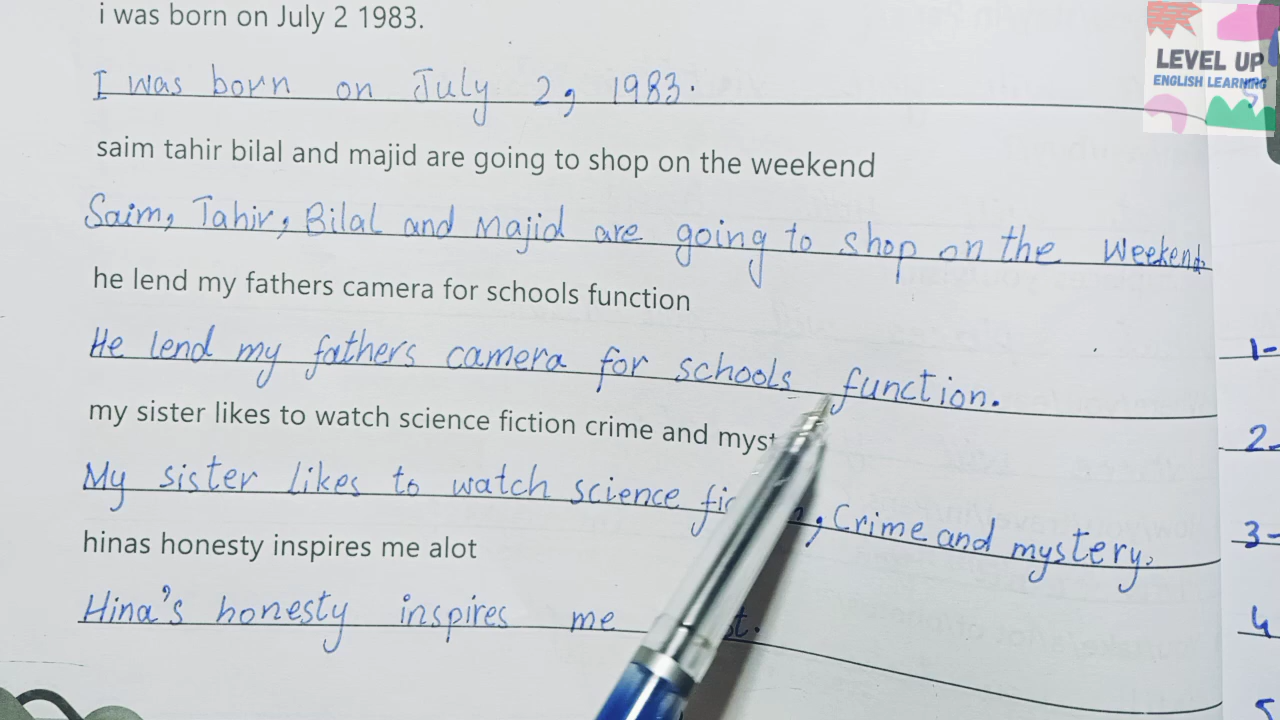 i was born on July 2 1983.
LEVEL UP
ENGLISH LEARNING
I was born on July 2, 1983.
5
saim tahir bilal and majid are going to shop on the weekend
Saim, Tahir, Bilal and Majid are going to shop on the Weekend.
he lend my fathers camera for schools function
1-
He lend my fathers camera for schools function.
my sister likes to watch science fiction crime and
2-
My sister likes to watch science , Crime and mystery.
3-
hinas honesty inspires me alot
Hina's honesty inspires me
4
5